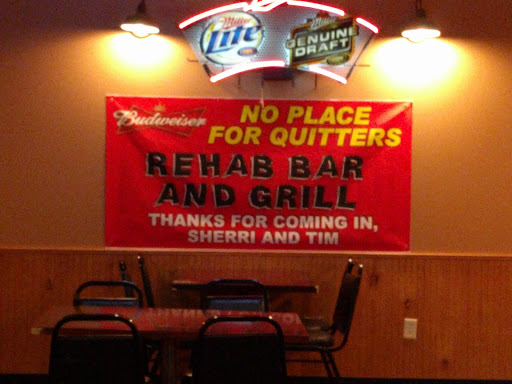 Miller
Lite
Miller
GENUINE
DRAFT
Budweiser
NO PLACE
FOR QUITTERS
REHAB BAR
AND GRILL
THANKS FOR COMING IN,
SHERRI AND TIM